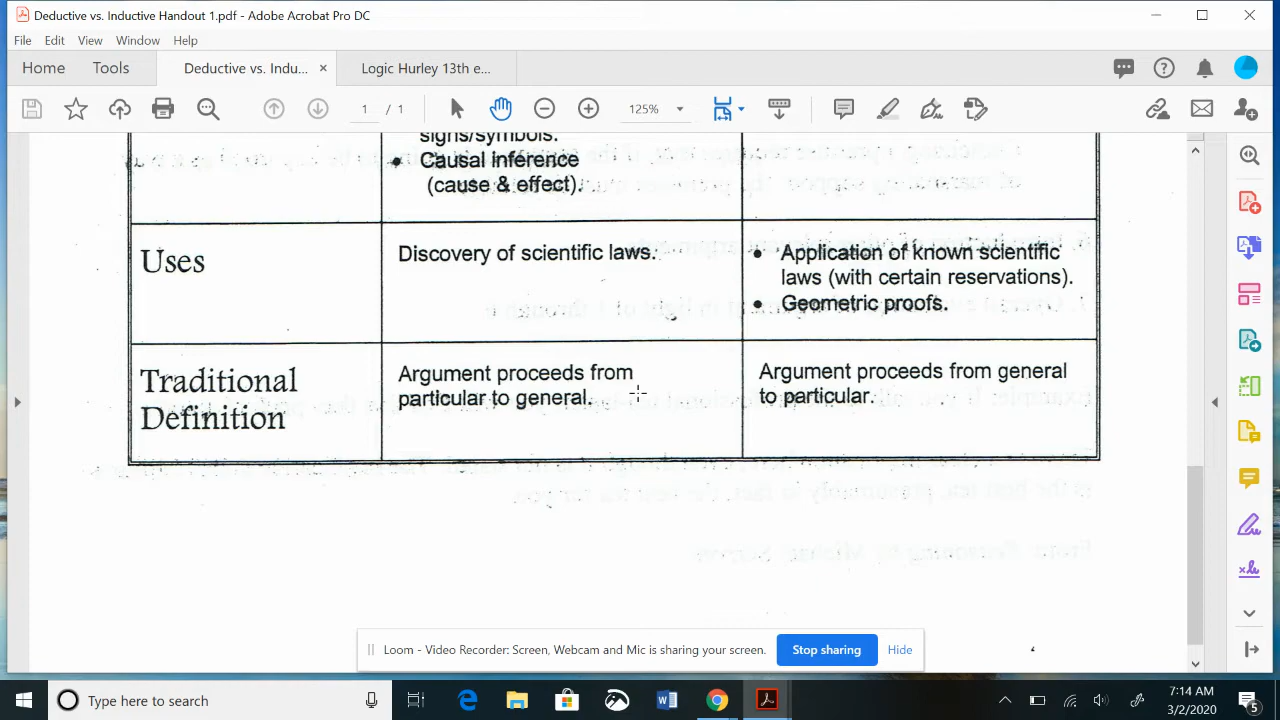 Deductive vs. Inductive Handout 1.pdf - Adobe Acrobat Pro DC
File Edit View Window Help
Home Tools Deductive vs. Indu... × Logic Hurley 13th e...
1 / 1 125%
signs/symbols.
• Causal inference
(cause & effect).
Uses
Discovery of scientific laws.
• Application of known scientific
laws (with certain reservations).
• Geometric proofs.
Traditional
Definition
Argument proceeds from
particular to general.
Argument proceeds from general
to particular.
Loom - Video Recorder: Screen, Webcam and Mic is sharing your screen. Stop sharing Hide
Type here to search
7:14 AM
3/2/2020
5